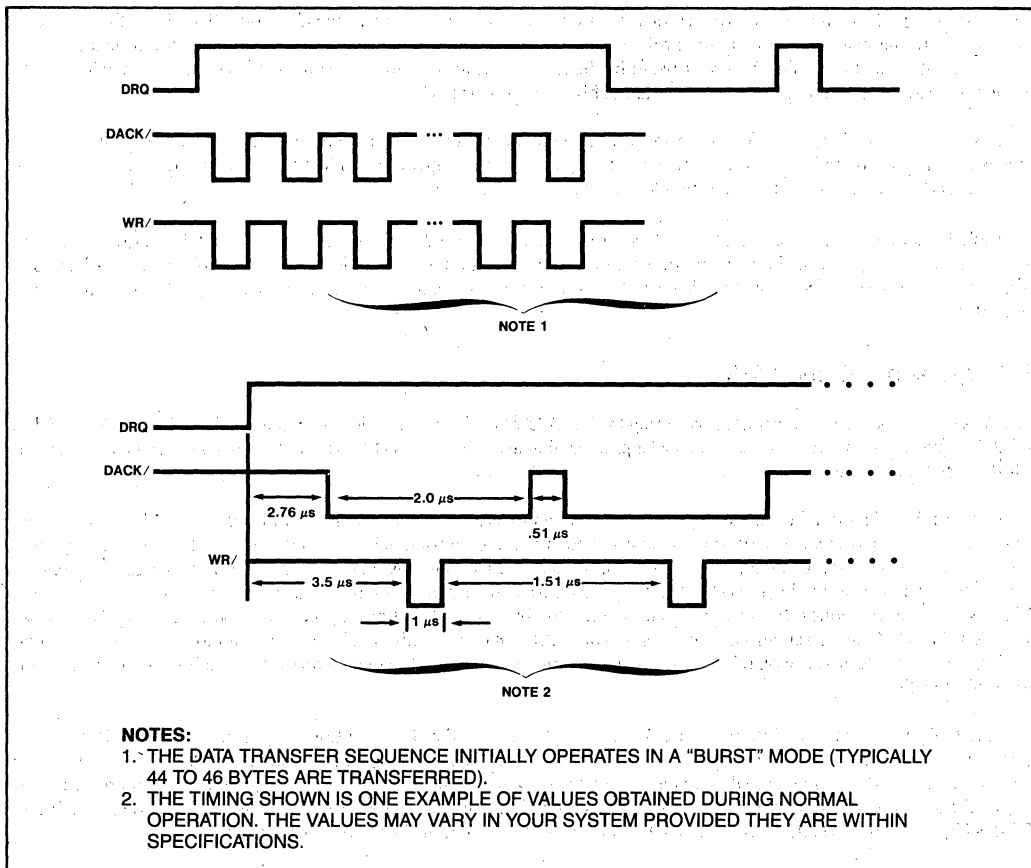 DRQ
DACK/
...
WR/
...
NOTE 1
DRQ
DACK/
2.0 μs
2.76 μs
.51 μs
WR/
3.5 μs
1.51 μs
1 μs
NOTE 2
NOTES:
1. THE DATA TRANSFER SEQUENCE INITIALLY OPERATES IN A “BURST” MODE (TYPICALLY
44 TO 46 BYTES ARE TRANSFERRED).
2. THE TIMING SHOWN IS ONE EXAMPLE OF VALUES OBTAINED DURING NORMAL
OPERATION. THE VALUES MAY VARY IN YOUR SYSTEM PROVIDED THEY ARE WITHIN
SPECIFICATIONS.